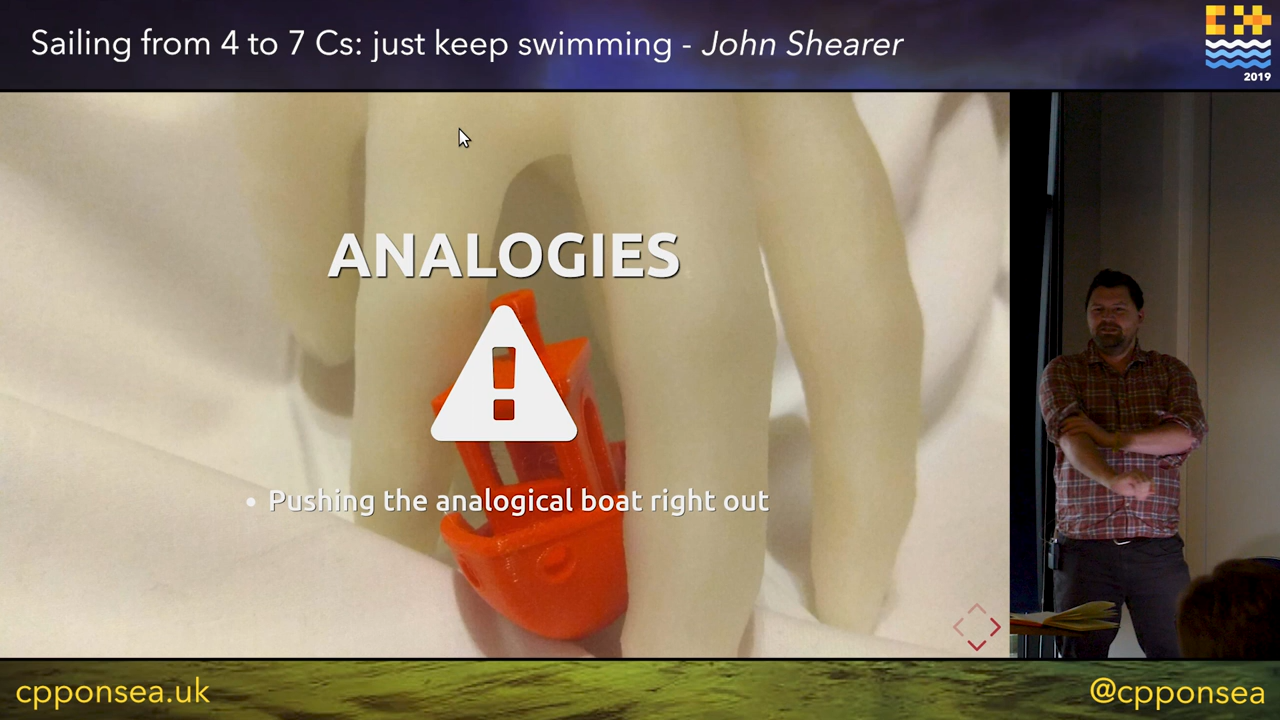 Sailing from 4 to 7 Cs: just keep swimming - John Shearer
2019
ANALOGIES
• Pushing the analogical boat right out
cpponsea.uk
@cpponsea